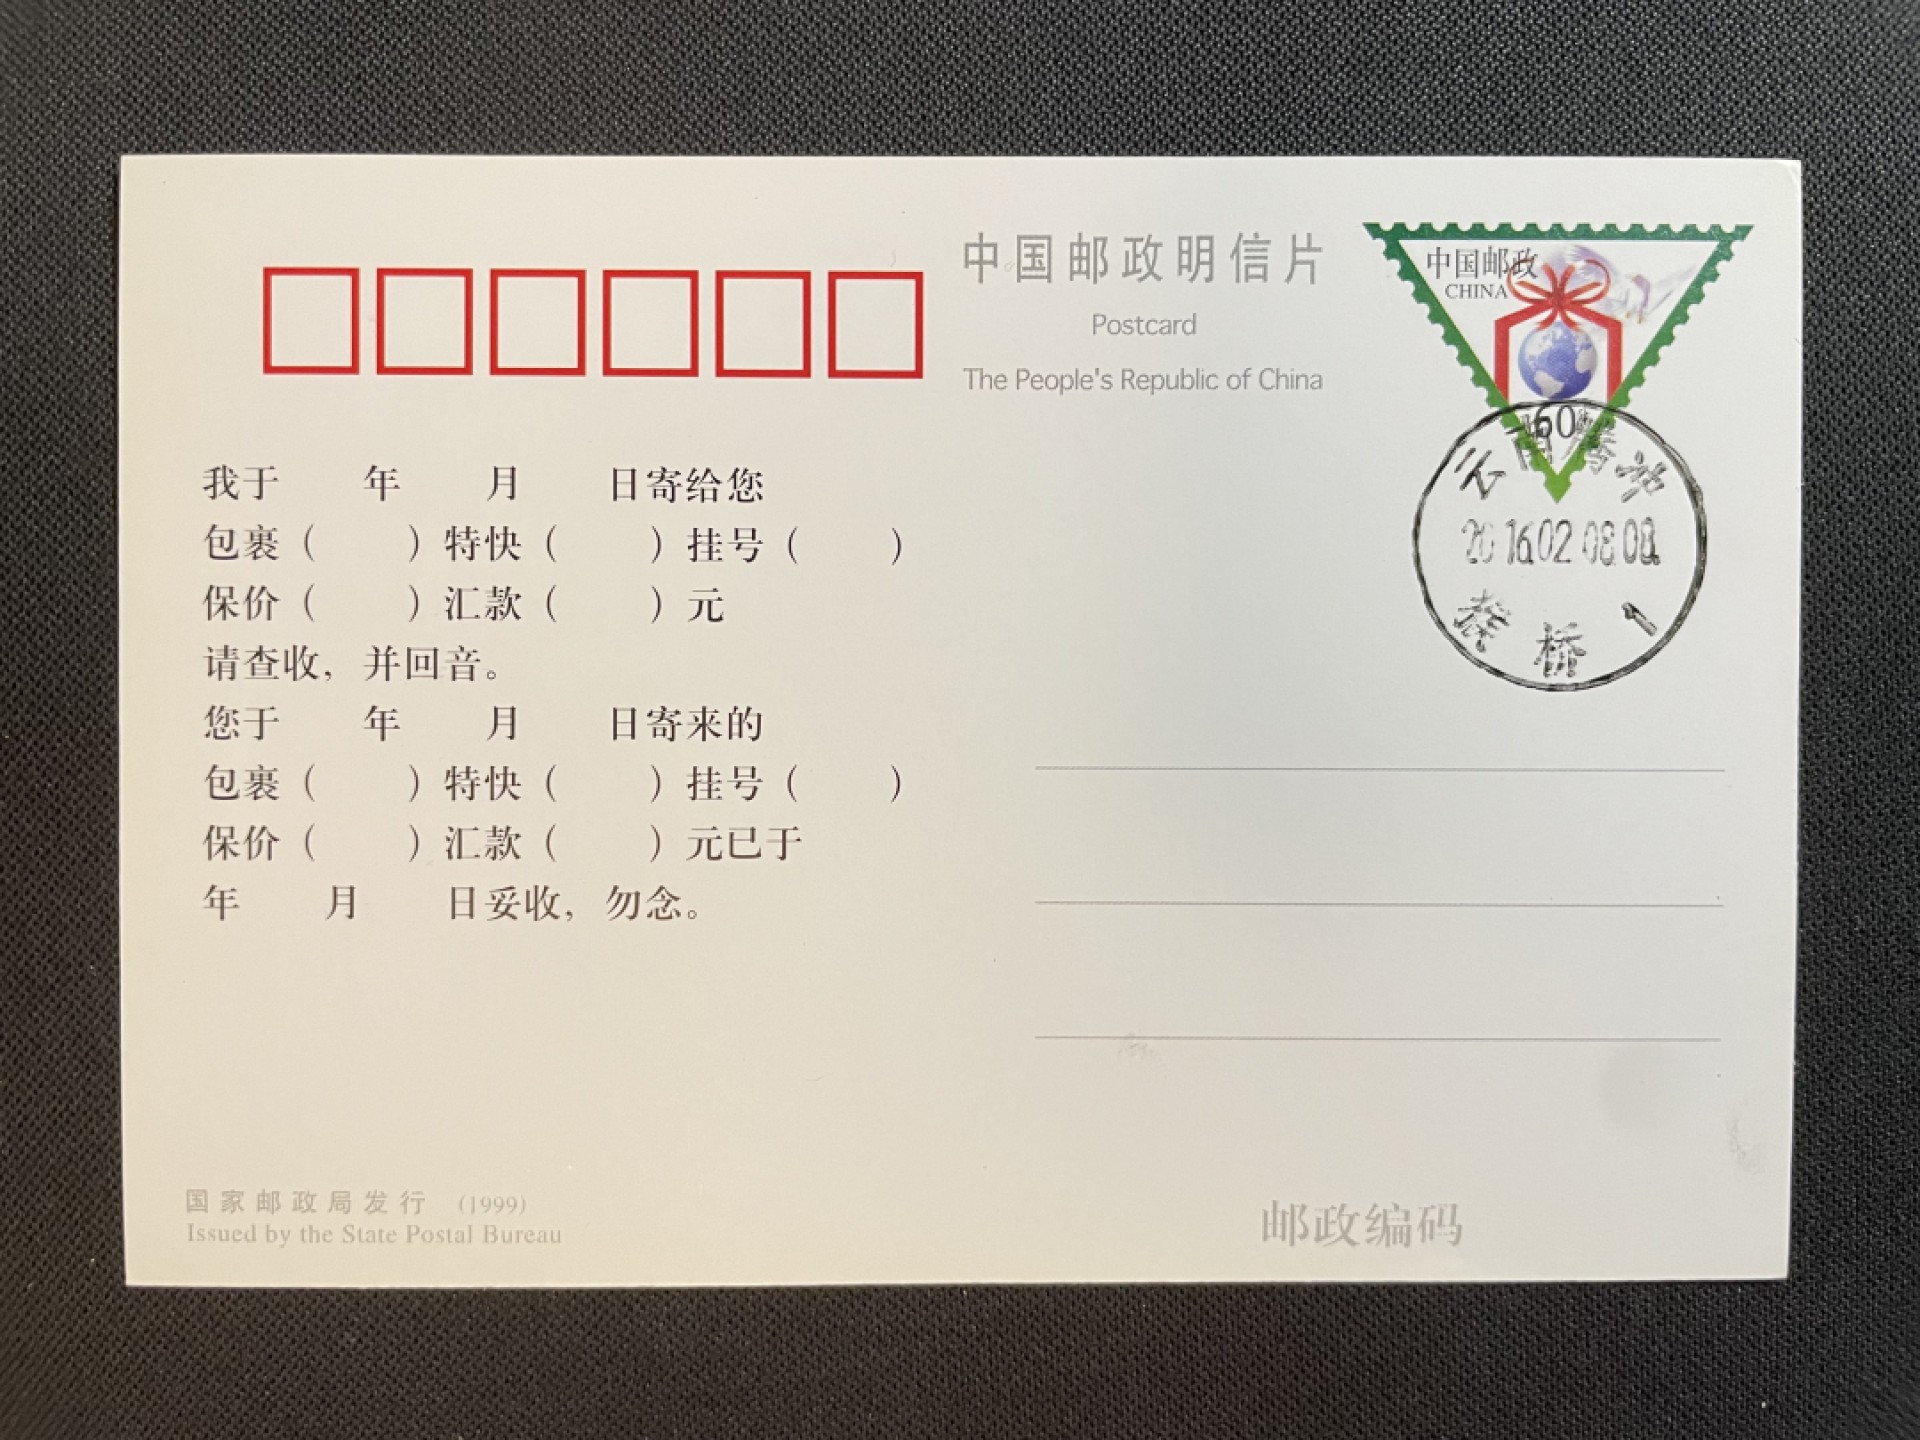 中国邮政明信片
Postcard
The People's Republic of China
中国邮政
CHINA
60
云南腾冲
2016.02.08.08
桥 1
我于　　年　　月　　日寄给您
包裹（　　）特快（　　）挂号（　　）
保价（　　）汇款（　　）元
请查收，并回音。
您于　　年　　月　　日寄来的
包裹（　　）特快（　　）挂号（　　）
保价（　　）汇款（　　）元已于
年　　月　　日妥收，勿念。
国家邮政局发行 (1999)
Issued by the State Postal Bureau
邮政编码